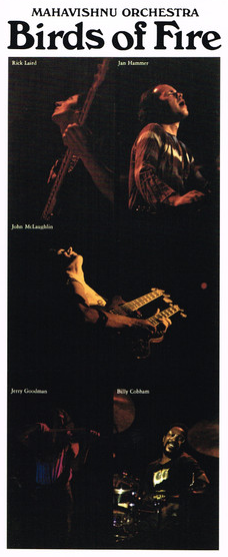 MAHAVISHNU ORCHESTRA
Birds of Fire
Rick Laird
Jan Hammer
John McLaughlin
Jerry Goodman
Billy Cobham